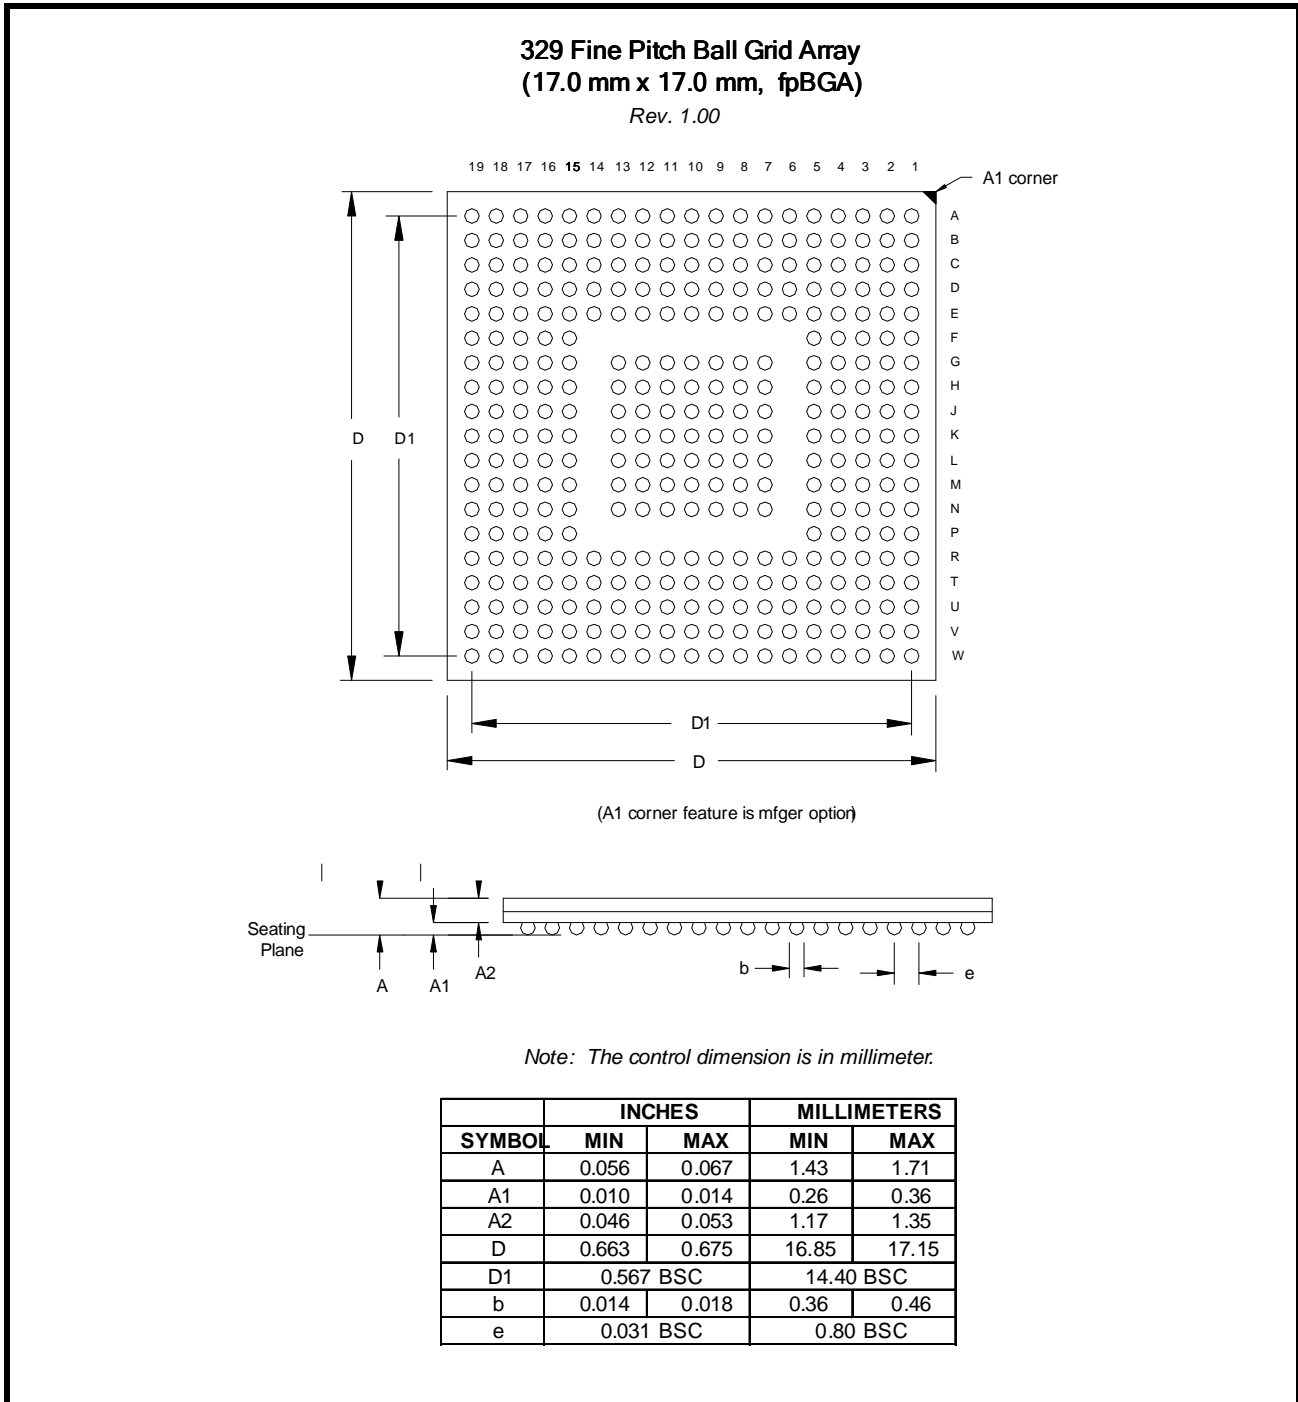 329 Fine Pitch Ball Grid Array
(17.0 mm x 17.0 mm, fpBGA)
Rev. 1.00
19 18 17 16 15 14 13 12 11 10 9 8 7 6 5 4 3 2 1
A1 corner
A
B
C
D
E
F
G
H
J
K
L
M
N
P
R
T
U
V
W
D D1
D1
D
(A1 corner feature is mfger option)
Seating
Plane
A A1 A2 b e
Note: The control dimension is in millimeter.
INCHES MILLIMETERS
SYMBOL MIN MAX MIN MAX
A 0.056 0.067 1.43 1.71
A1 0.010 0.014 0.26 0.36
A2 0.046 0.053 1.17 1.35
D 0.663 0.675 16.85 17.15
D1 0.567 BSC 14.40 BSC
b 0.014 0.018 0.36 0.46
e 0.031 BSC 0.80 BSC